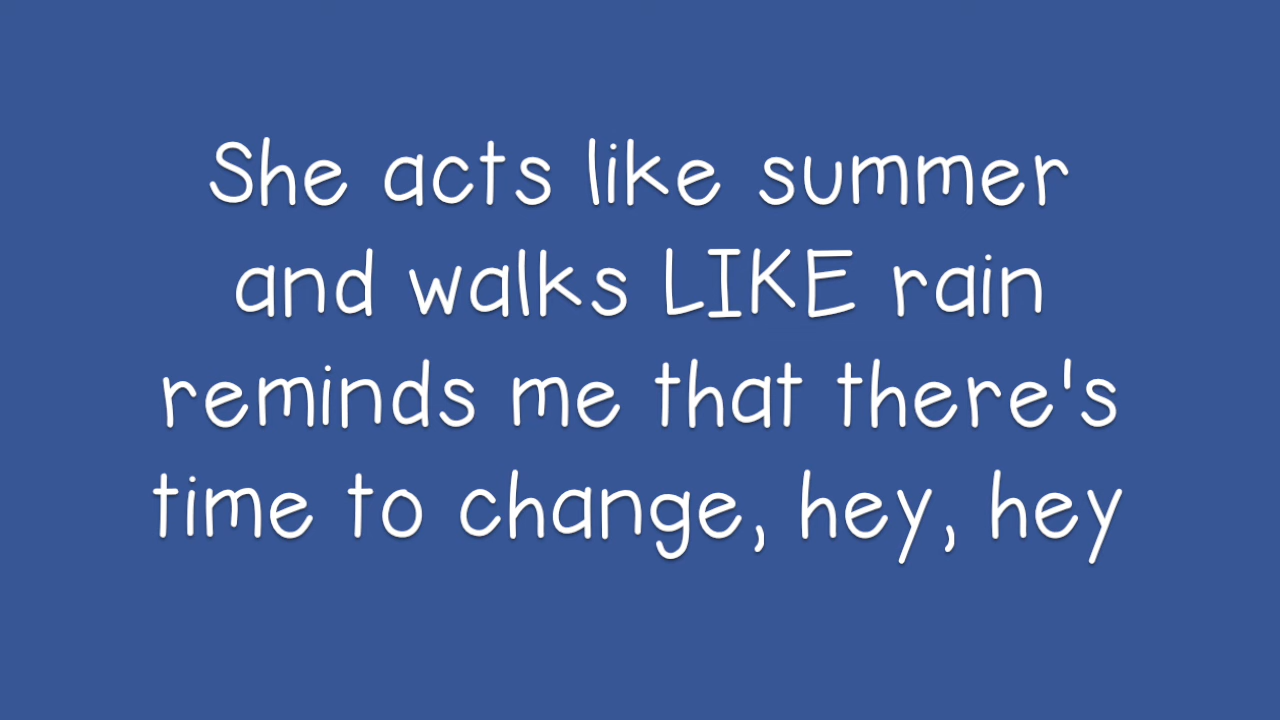 She acts like summer
and walks LIKE rain
reminds me that there's
time to change, hey, hey